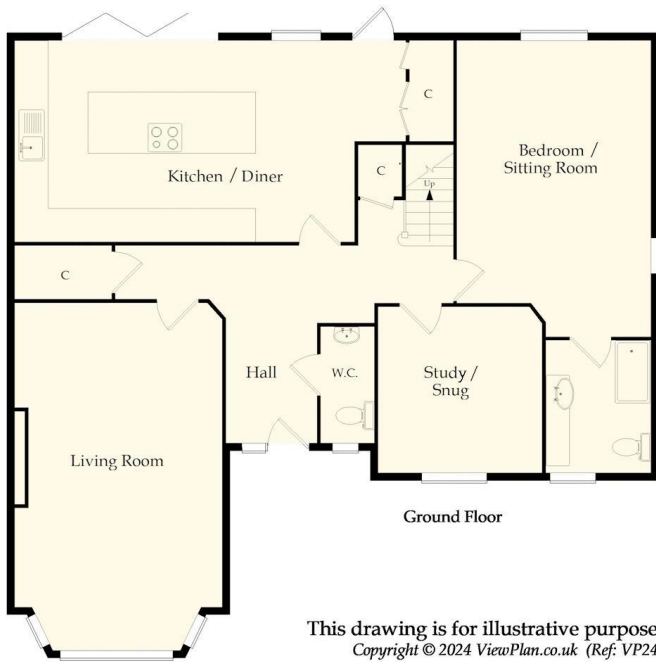 C
Bedroom /
Sitting Room
C
Kitchen / Diner
Up
C
Hall
W.C.
Study /
Snug
Living Room
Ground Floor
This drawing is for illustrative purpose
Copyright © 2024 ViewPlan.co.uk (Ref: VP24